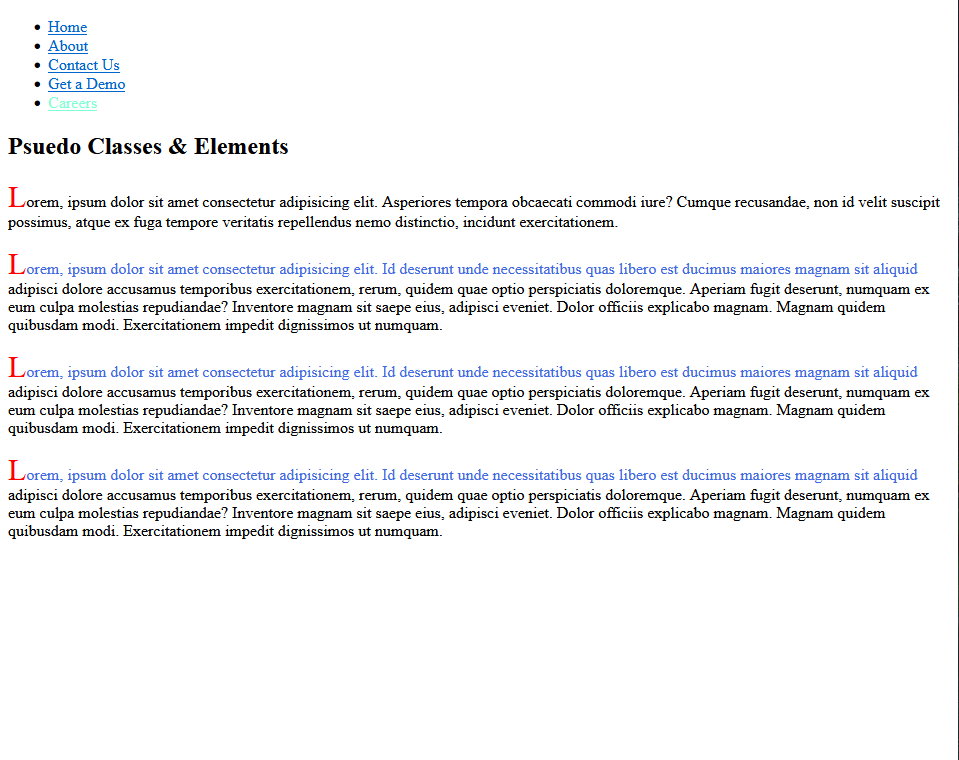 Home
About
Contact Us
Get a Demo
Careers
Psuedo Classes & Elements
Lorem, ipsum dolor sit amet consectetur adipisicing elit. Asperiores tempora obcaecati commodi iure? Cumque recusandae, non id velit suscipit
possimus, atque ex fuga tempore veritatis repellendus nemo distinctio, incidunt exercitationem.
Lorem, ipsum dolor sit amet consectetur adipisicing elit. Id deserunt unde necessitatibus quas libero est ducimus maiores magnam sit aliquid
adipisci dolore accusamus temporibus exercitationem, rerum, quidem quae optio perspiciatis doloremque. Aperiam fugit deserunt, numquam ex
eum culpa molestias repudiandae? Inventore magnam sit saepe eius, adipisci eveniet. Dolor officiis explicabo magnam. Magnam quidem
quibusdam modi. Exercitationem impedit dignissimos ut numquam.
Lorem, ipsum dolor sit amet consectetur adipisicing elit. Id deserunt unde necessitatibus quas libero est ducimus maiores magnam sit aliquid
adipisci dolore accusamus temporibus exercitationem, rerum, quidem quae optio perspiciatis doloremque. Aperiam fugit deserunt, numquam ex
eum culpa molestias repudiandae? Inventore magnam sit saepe eius, adipisci eveniet. Dolor officiis explicabo magnam. Magnam quidem
quibusdam modi. Exercitationem impedit dignissimos ut numquam.
Lorem, ipsum dolor sit amet consectetur adipisicing elit. Id deserunt unde necessitatibus quas libero est ducimus maiores magnam sit aliquid
adipisci dolore accusamus temporibus exercitationem, rerum, quidem quae optio perspiciatis doloremque. Aperiam fugit deserunt, numquam ex
eum culpa molestias repudiandae? Inventore magnam sit saepe eius, adipisci eveniet. Dolor officiis explicabo magnam. Magnam quidem
quibusdam modi. Exercitationem impedit dignissimos ut numquam.